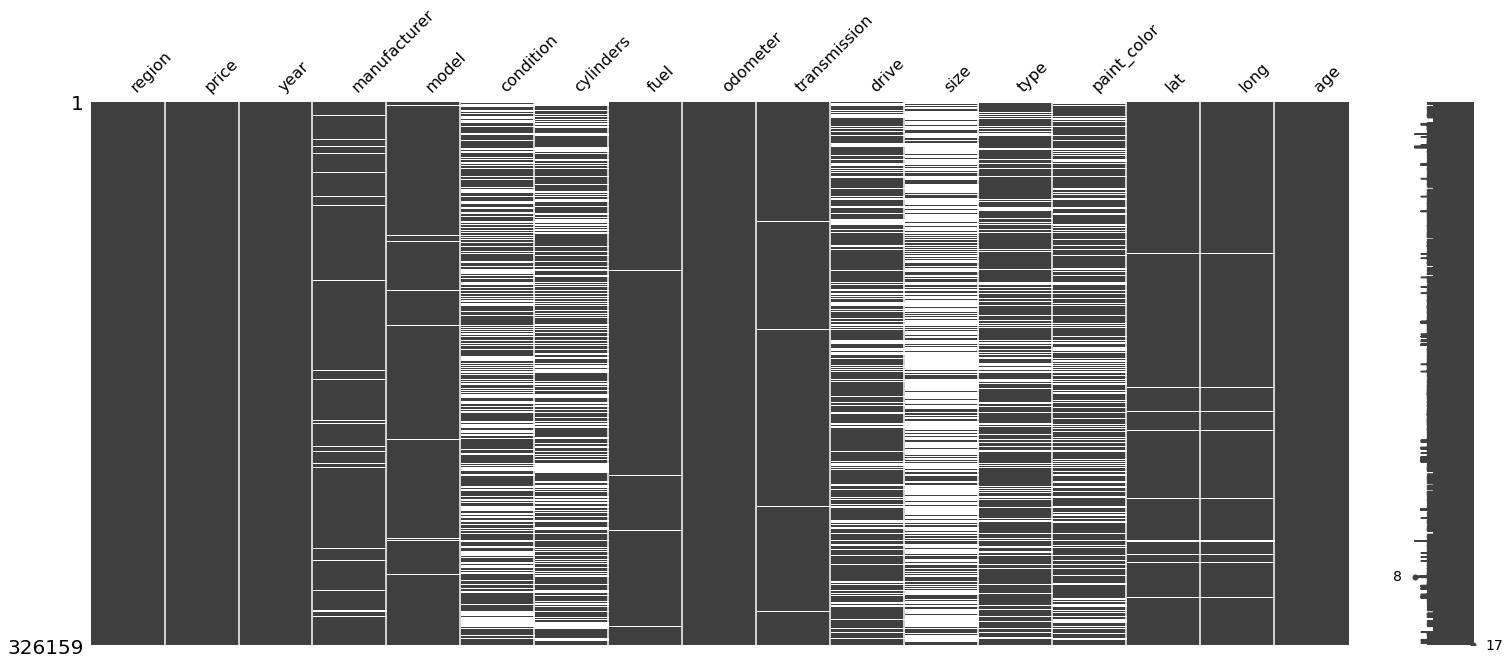 region price year manufacturer model condition cylinders fuel odometer transmission drive size type paint_color lat long age
1
8
326159
17